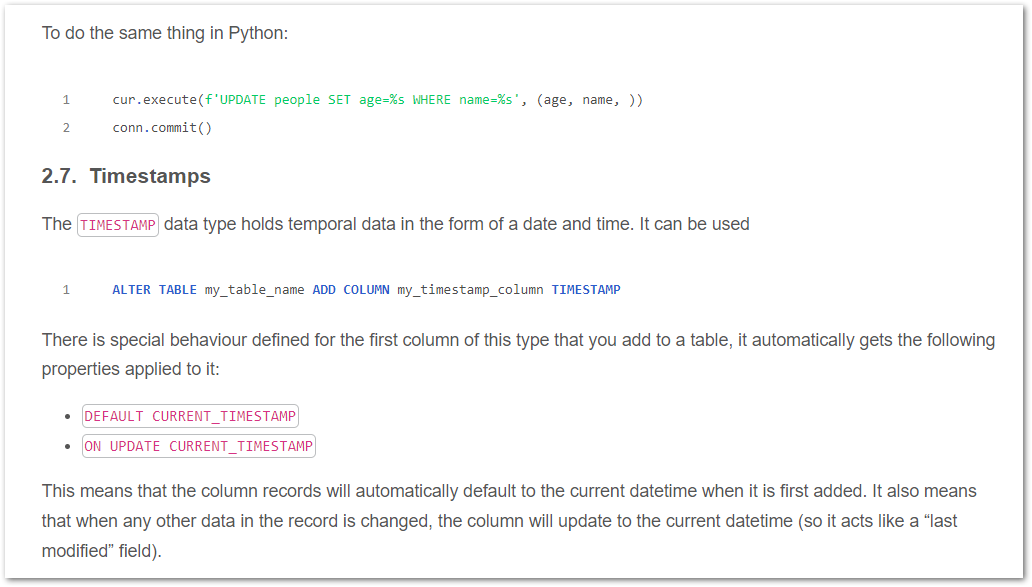 To do the same thing in Python:
1 cur.execute(f'UPDATE people SET age=%s WHERE name=%s', (age, name, ))
2 conn.commit()
2.7. Timestamps
The TIMESTAMP data type holds temporal data in the form of a date and time. It can be used
1 ALTER TABLE my_table_name ADD COLUMN my_timestamp_column TIMESTAMP
There is special behaviour defined for the first column of this type that you add to a table, it automatically gets the following
properties applied to it:
• DEFAULT CURRENT_TIMESTAMP
• ON UPDATE CURRENT_TIMESTAMP
This means that the column records will automatically default to the current datetime when it is first added. It also means
that when any other data in the record is changed, the column will update to the current datetime (so it acts like a “last
modified” field).